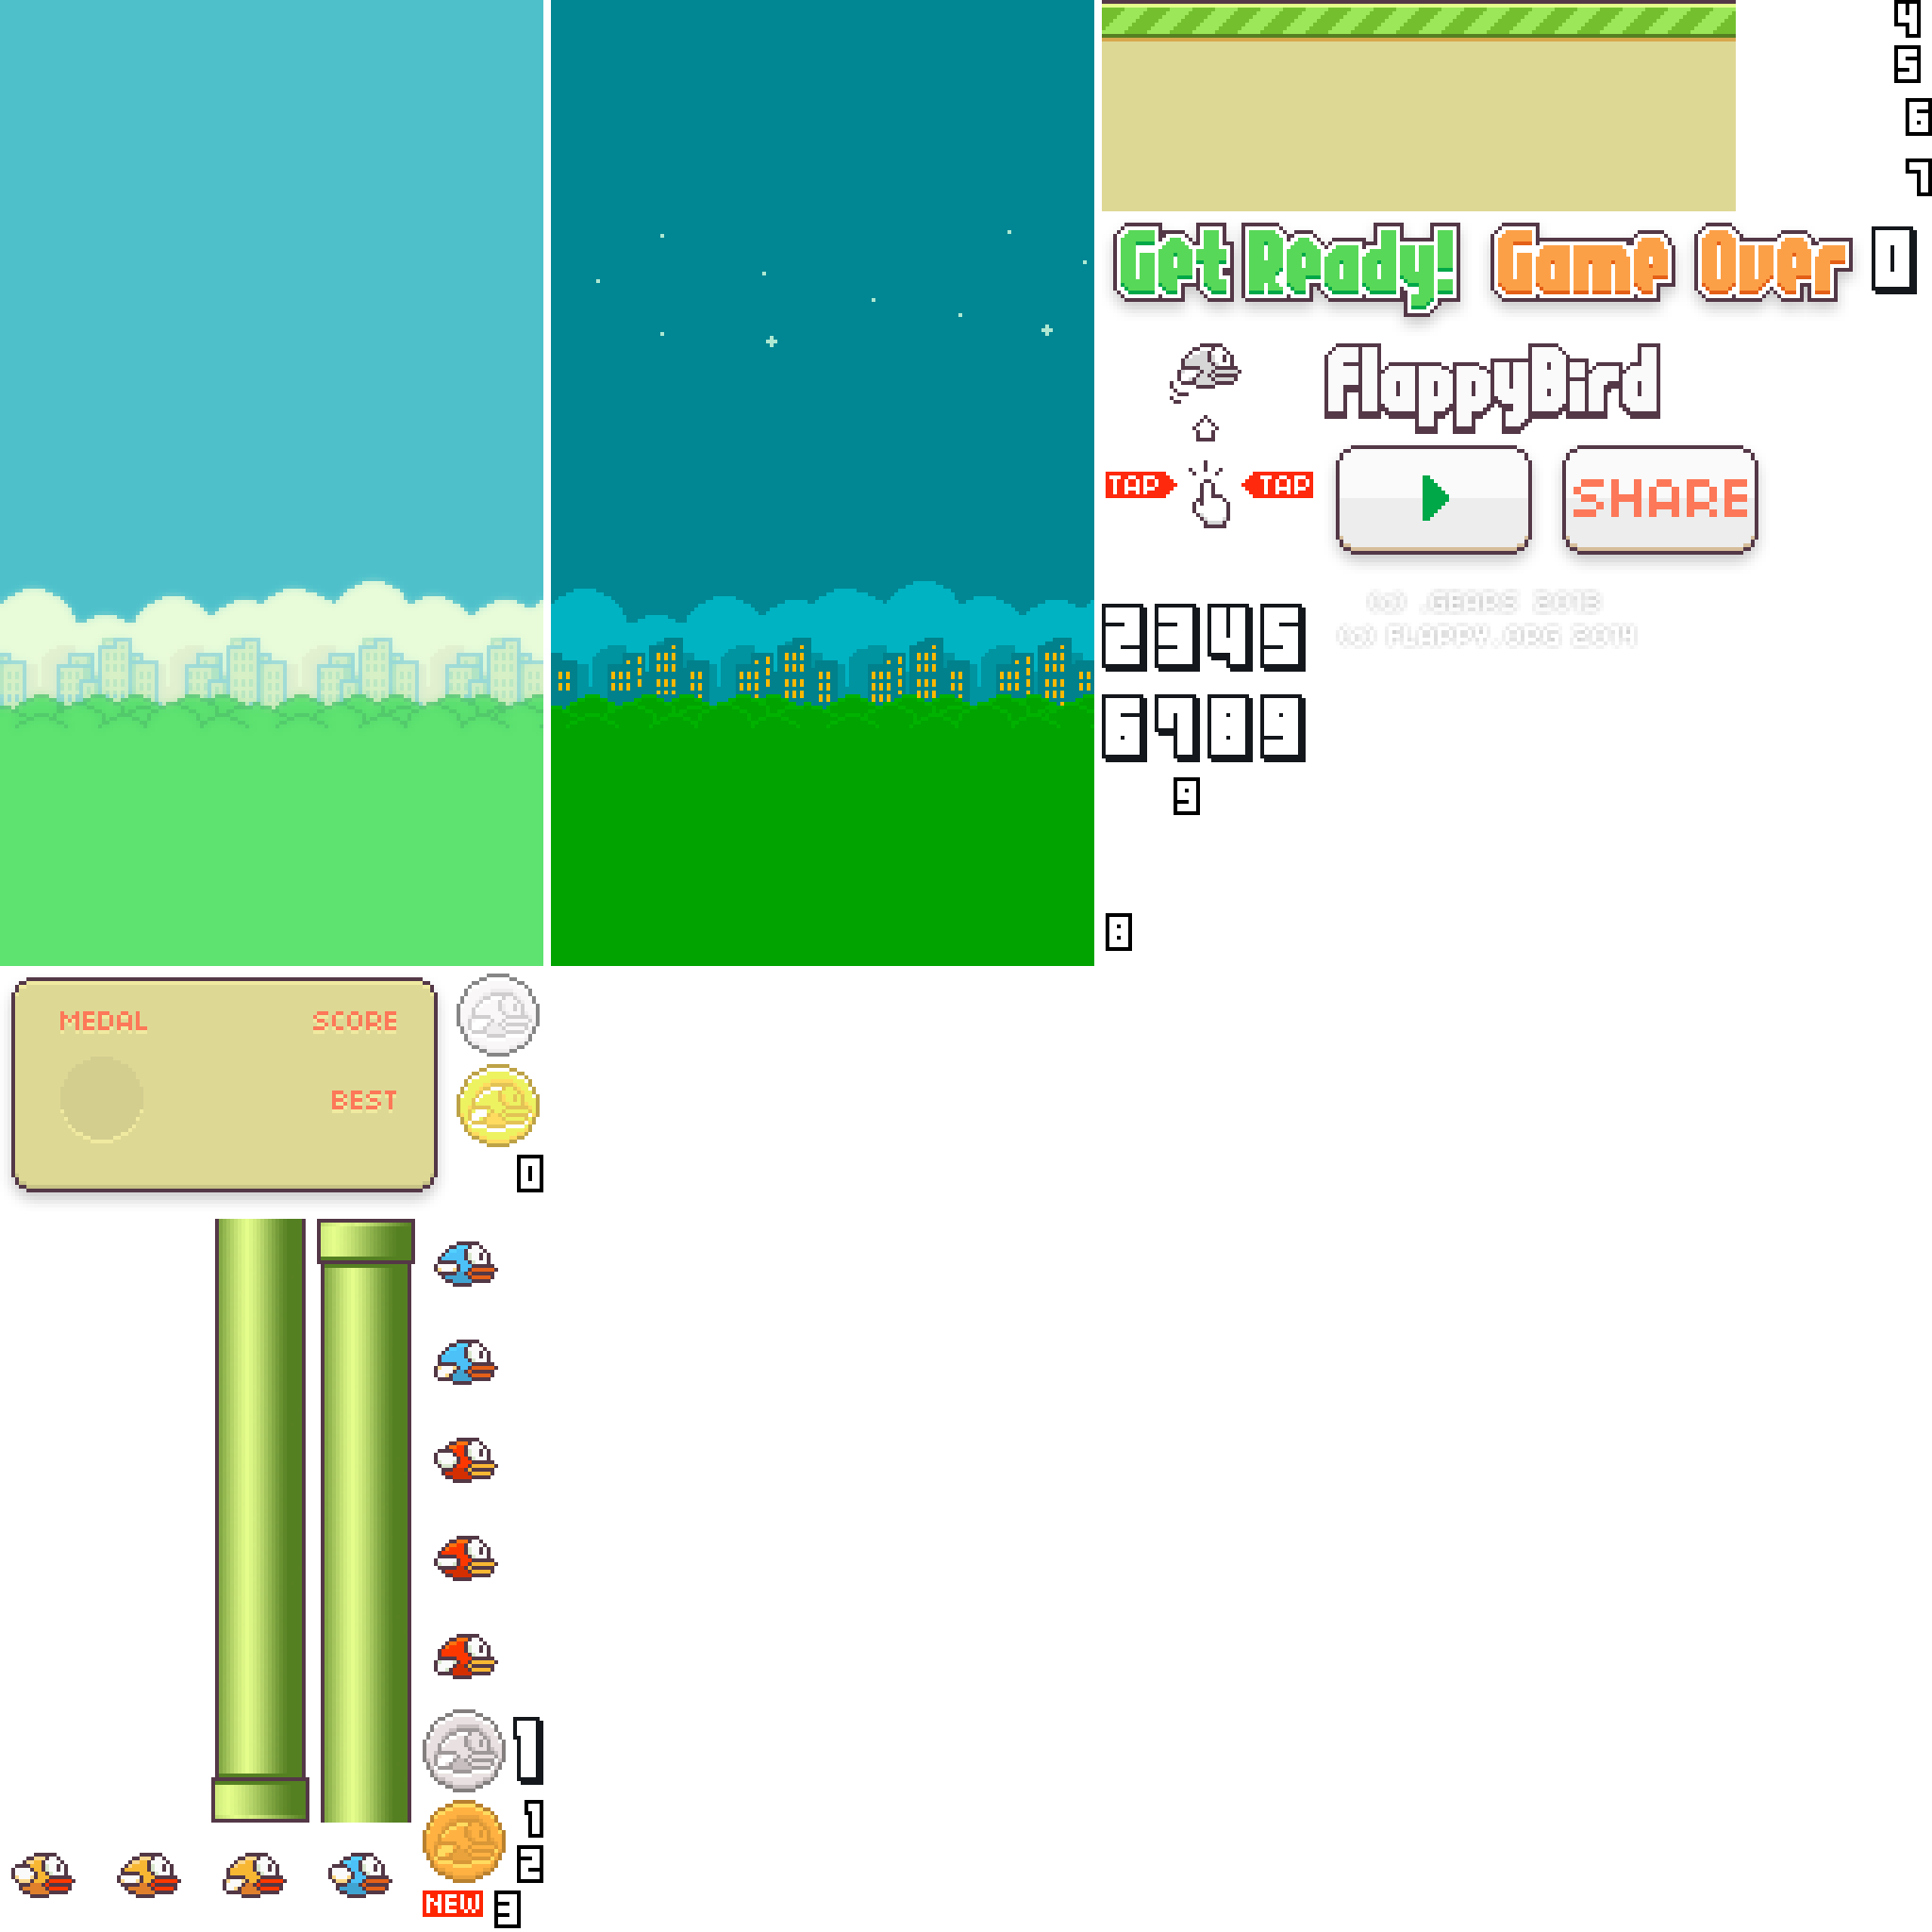 4
5
6
7
Get Ready! Game Over 0
FlappyBird
TAP TAP
SHARE
(c) .GEARS 2013
(c) FLAPPY.ORG 2014
2345
6789
9
8
MEDAL SCORE
BEST
0
1
1
2
NEW 3